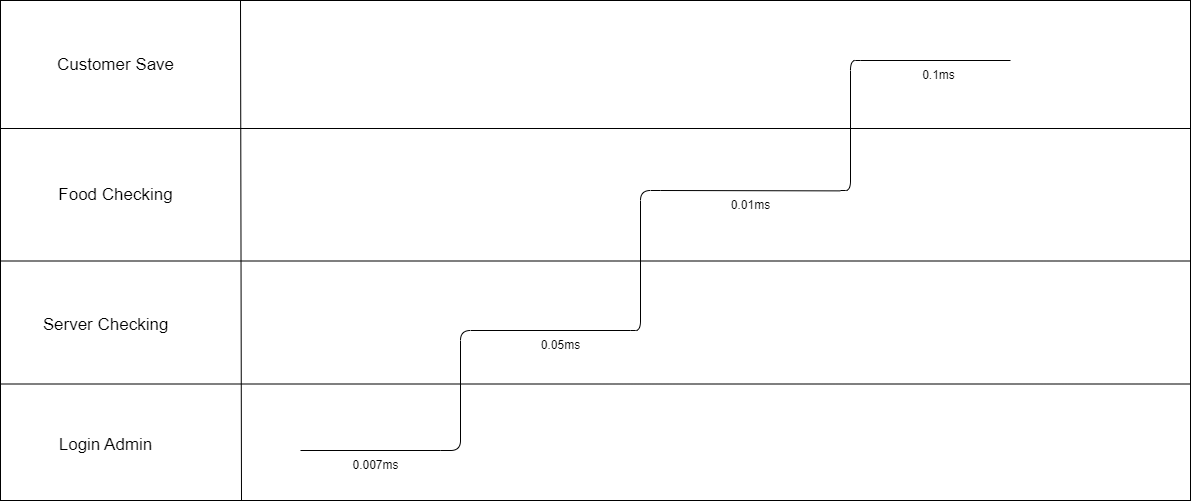 Customer Save
0.1ms
Food Checking
0.01ms
Server Checking
0.05ms
Login Admin
0.007ms